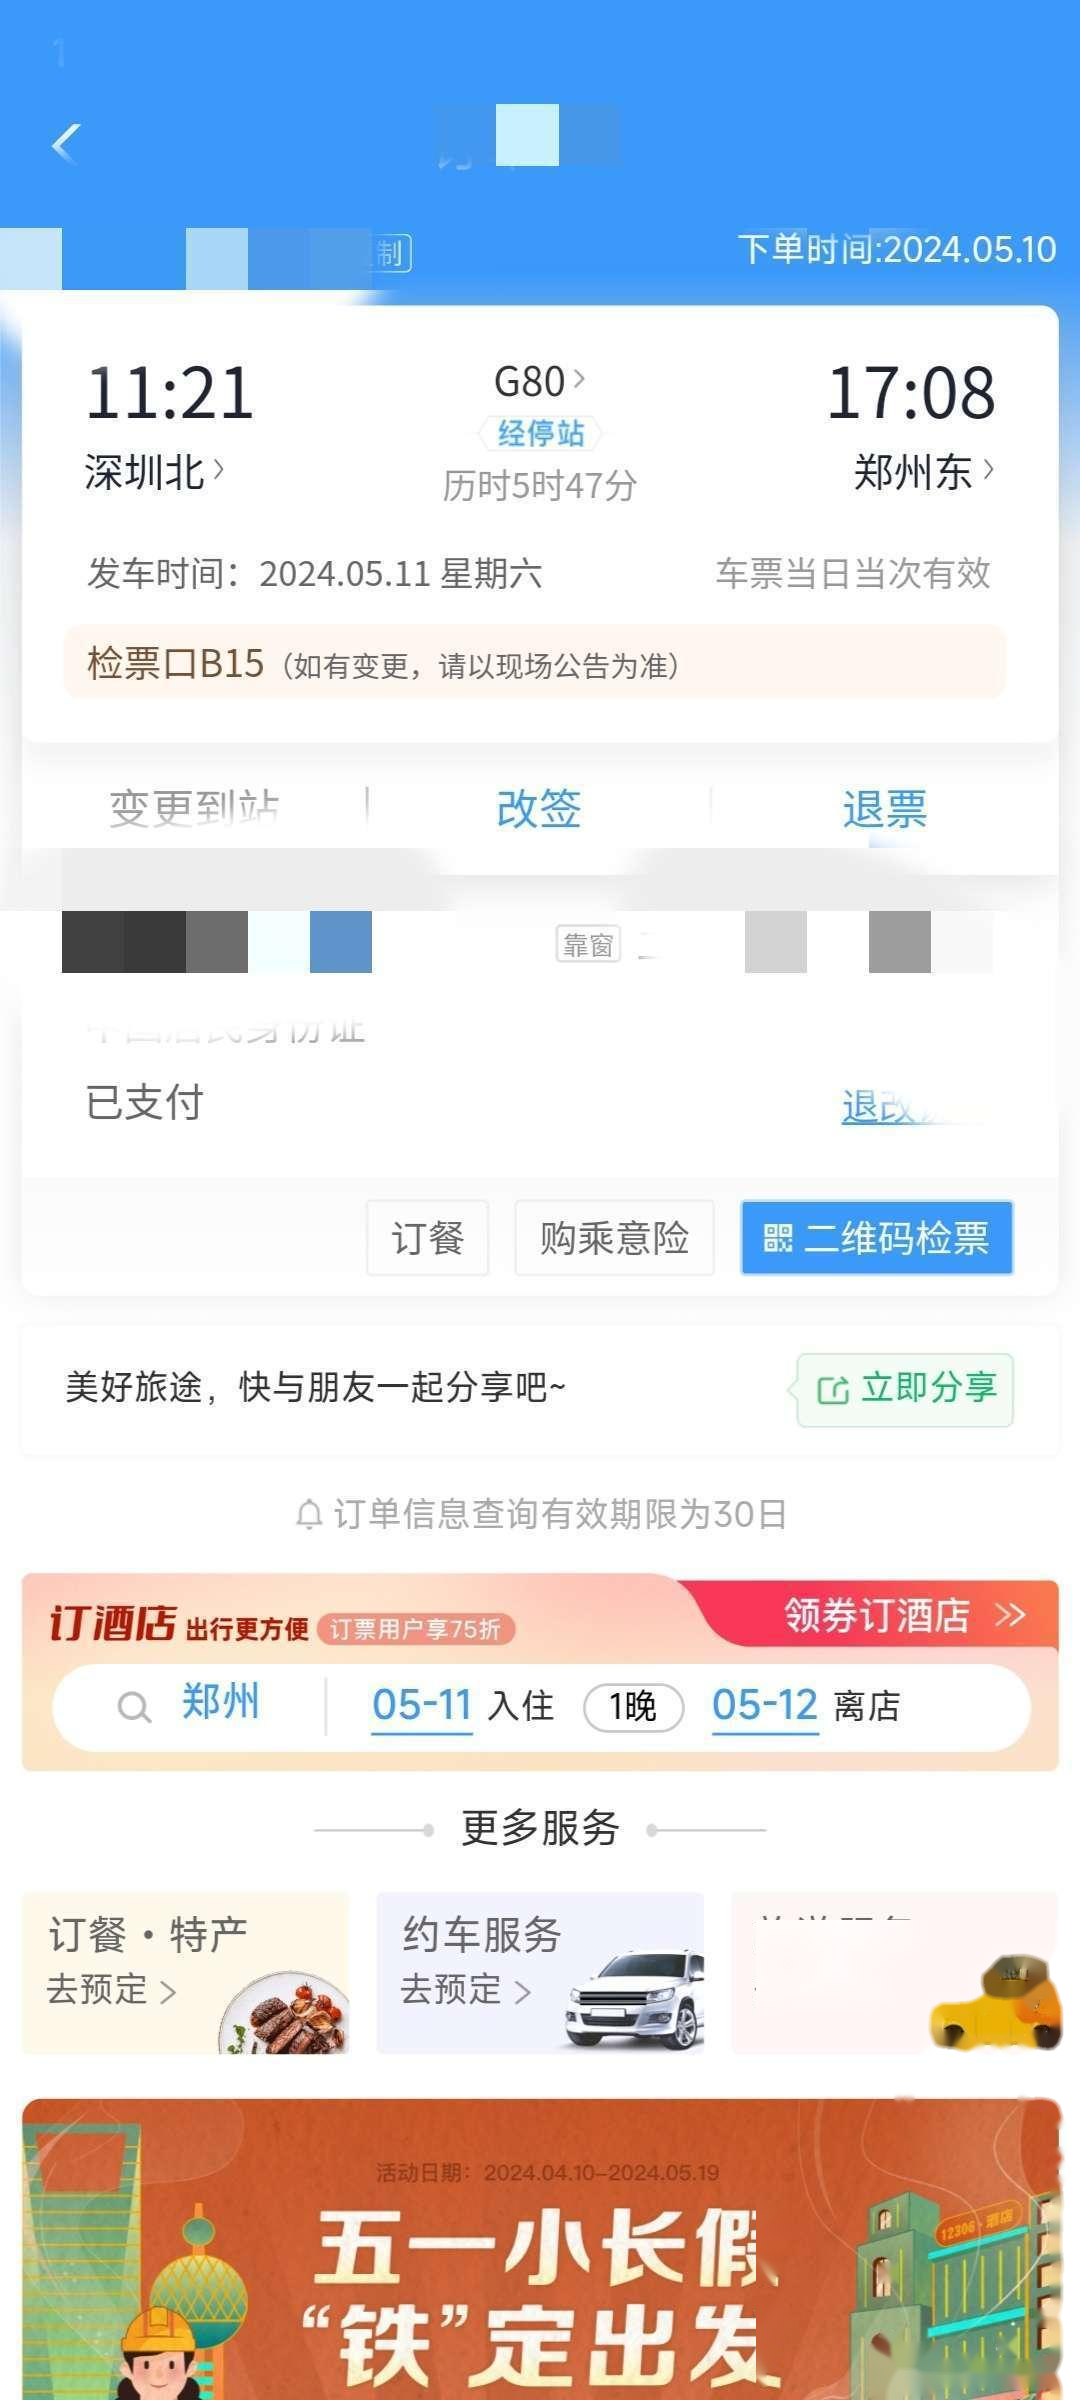 下单时间:2024.05.10
11:21 G80 17:08
经停站
深圳北 历时5时47分 郑州东
发车时间：2024.05.11 星期六 车票当日当次有效
检票口B15（如有变更，请以现场公告为准）
变更到站 改签 退票
靠窗
已支付 退改
订餐 购乘意险 二维码检票
美好旅途，快与朋友一起分享吧~ 立即分享
订单信息查询有效期限为30日
订酒店 出行更方便 订票用户享75折 领券订酒店
郑州 05-11 入住 1晚 05-12 离店
更多服务
订餐·特产 约车服务
去预定 去预定
活动日期：2024.04.10-2024.05.19
五一小长假
12306·酒店
“铁”定出发